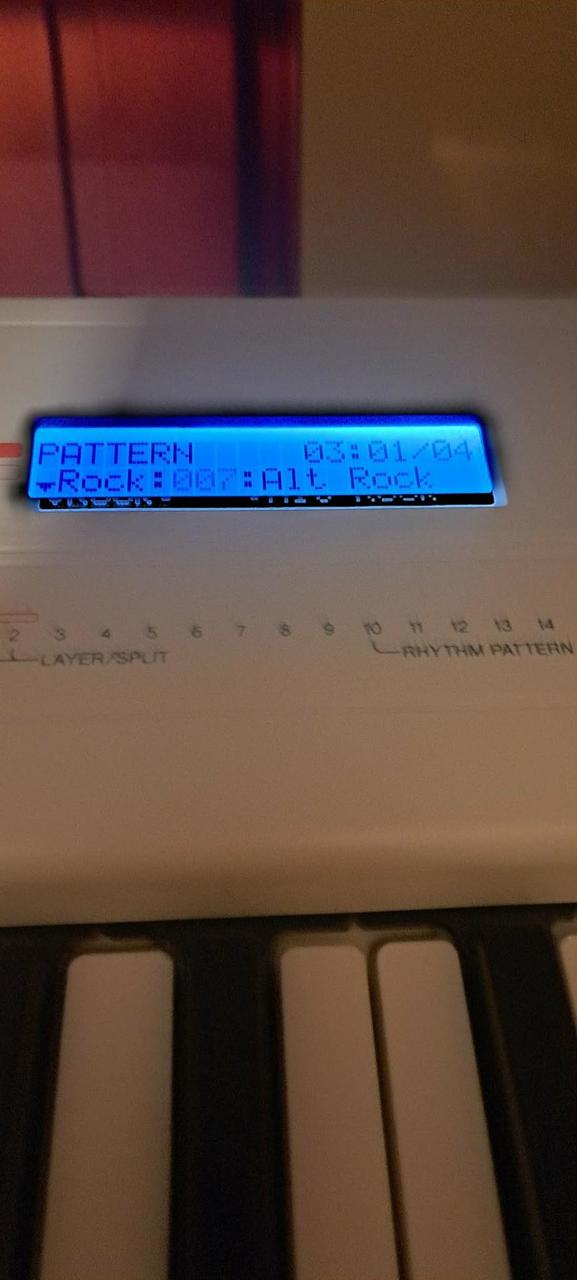 PATTERN 03:01/04
Rock:007:Alt Rock
2 3 4 5 6 7 8 9 10 11 12 13 14
LAYER/SPLIT RHYTHM PATTERN